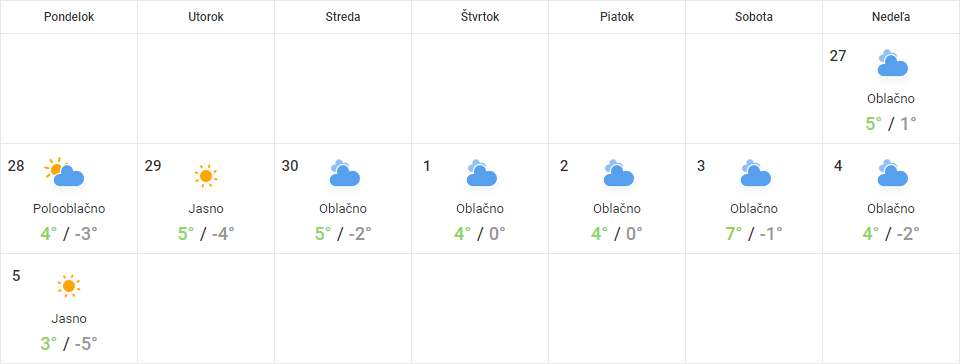 Pondelok Utorok Streda Štvrtok Piatok Sobota Nedeľa
27
Oblačno
5° / 1°
28 29 30 1 2 3 4
Polooblačno Jasno Oblačno Oblačno Oblačno Oblačno Oblačno
4° / -3° 5° / -4° 5° / -2° 4° / 0° 4° / 0° 7° / -1° 4° / -2°
5
Jasno
3° / -5°